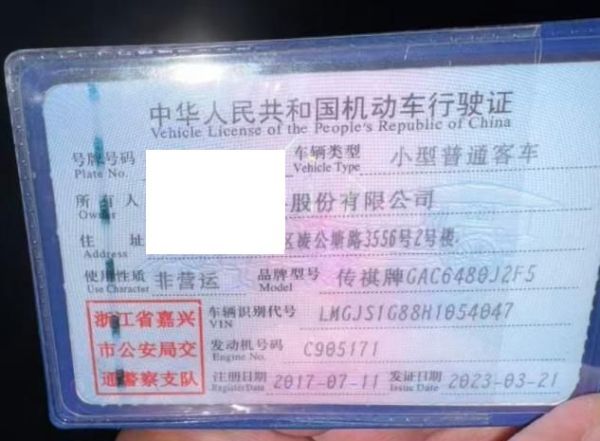 中华人民共和国机动车行驶证
Vehicle License of the People's Republic of China
号牌号码 Plate No. 车辆类型 Vehicle Type 小型普通客车
所有人 Owner 股份有限公司
住址 Address 区凌公塘路3556号2号楼
使用性质 Use Character 非营运 品牌型号 Model 传祺牌GAC6480J2F5
浙江省嘉兴
市公安局交
通警察支队
车辆识别代号 VIN LMGJS1G88H1054047
发动机号码 Engine No. C905171
注册日期 Register Date 2017-07-11 发证日期 Issue Date 2023-03-21